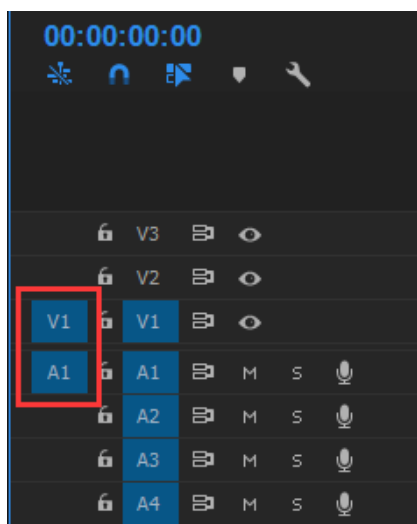 00:00:00:00
V3
V2
V1 V1
A1 A1 M S
A2 M S
A3 M S
A4 M S